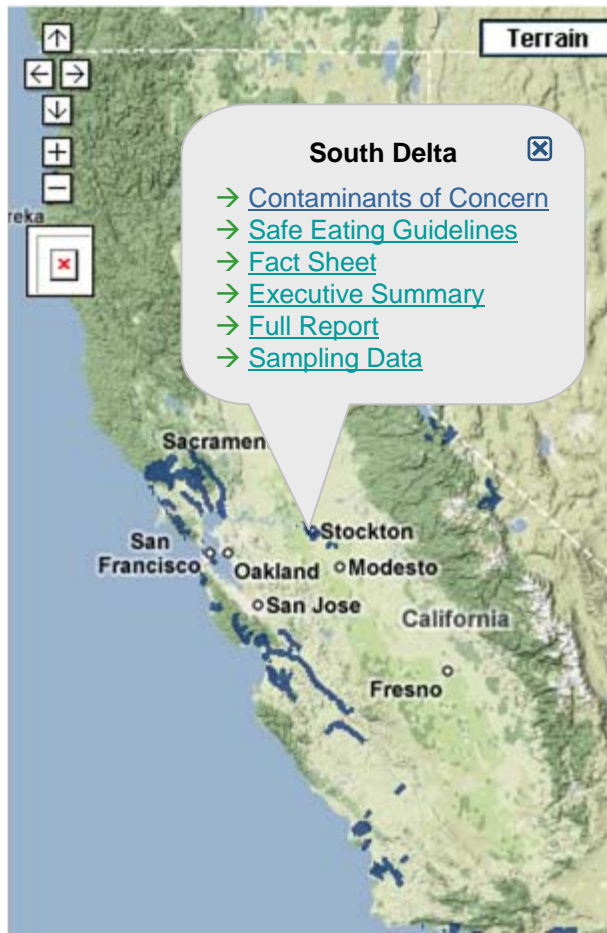 Terrain
South Delta
→ Contaminants of Concern
→ Safe Eating Guidelines
→ Fact Sheet
→ Executive Summary
→ Full Report
→ Sampling Data
reka
Sacramen
Stockton
San
Francisco
Oakland
Modesto
San Jose
California
Fresno